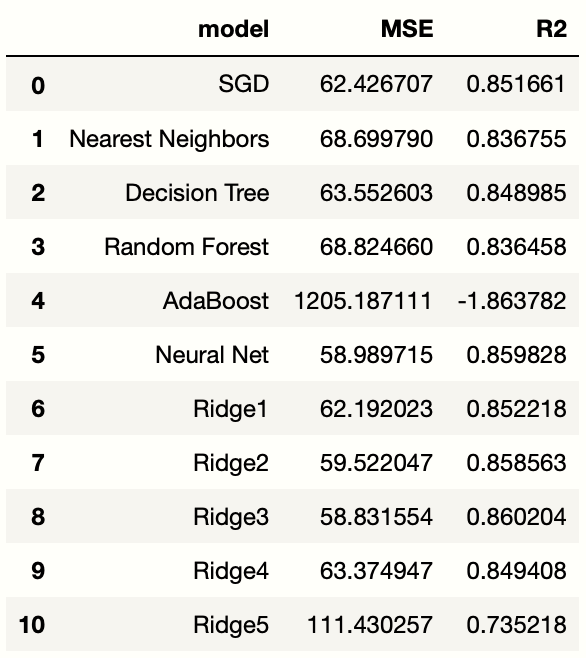 model MSE R2
0 SGD 62.426707 0.851661
1 Nearest Neighbors 68.699790 0.836755
2 Decision Tree 63.552603 0.848985
3 Random Forest 68.824660 0.836458
4 AdaBoost 1205.187111 -1.863782
5 Neural Net 58.989715 0.859828
6 Ridge1 62.192023 0.852218
7 Ridge2 59.522047 0.858563
8 Ridge3 58.831554 0.860204
9 Ridge4 63.374947 0.849408
10 Ridge5 111.430257 0.735218